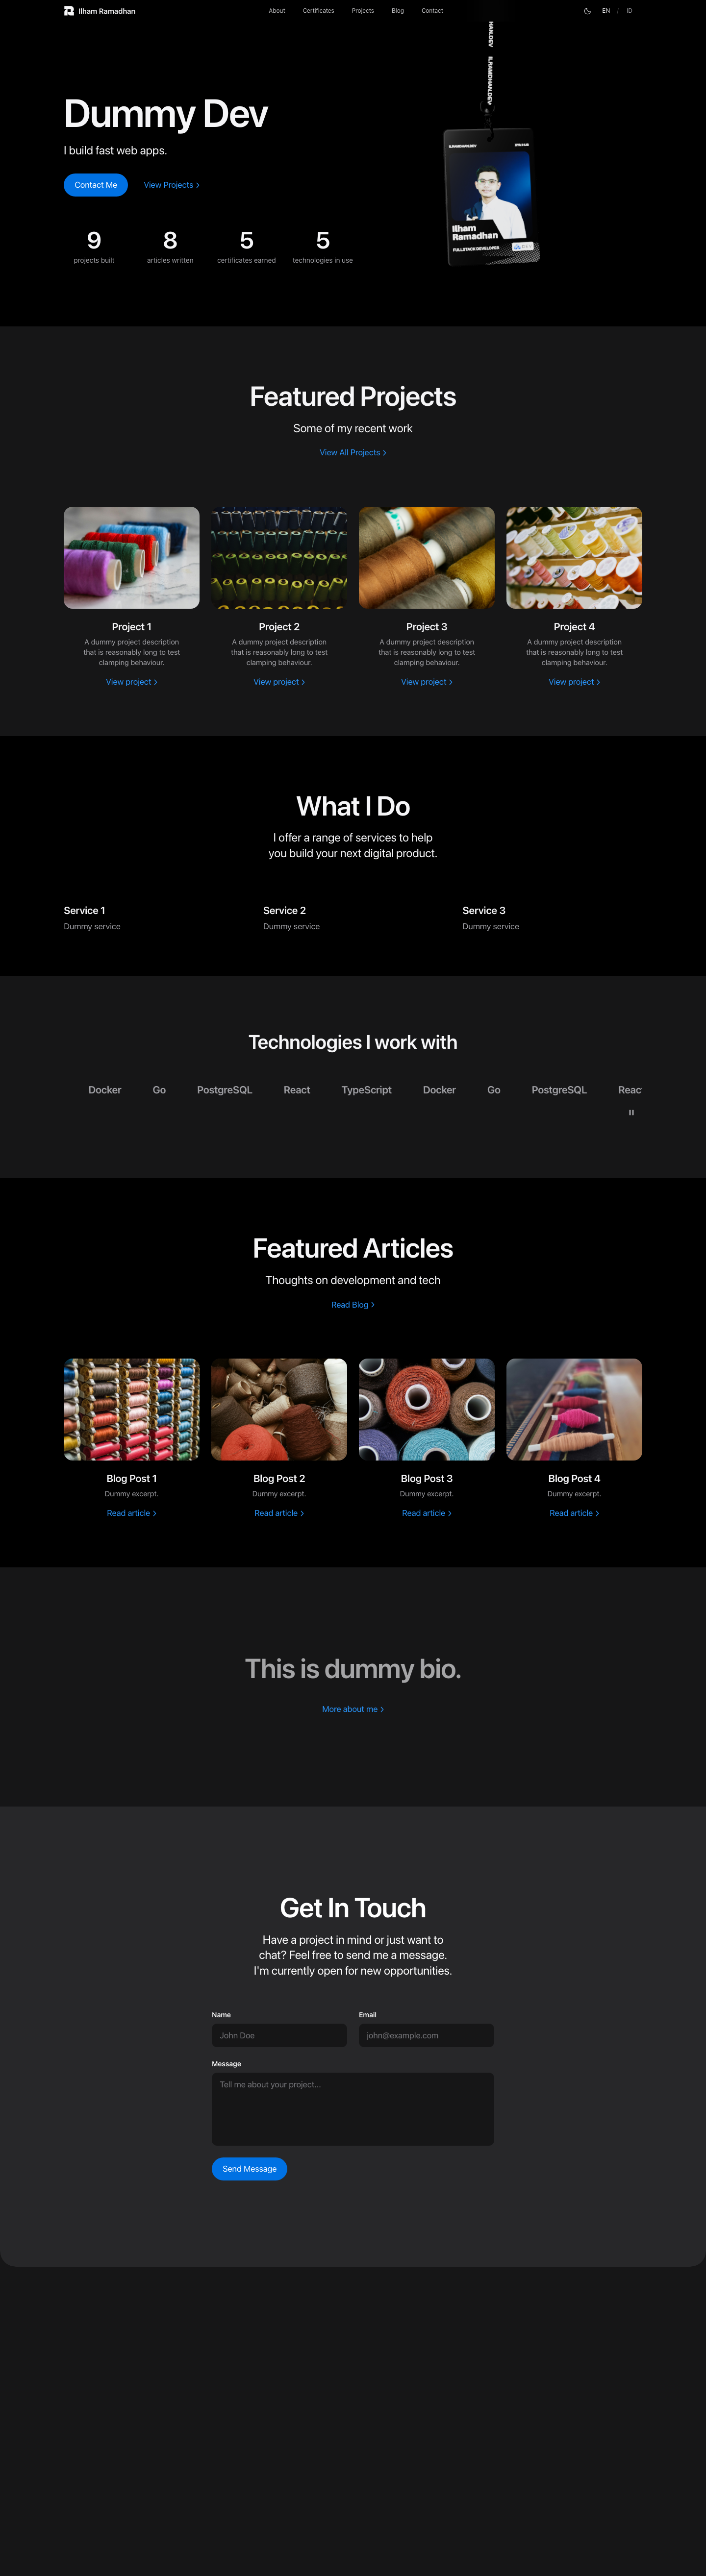 Ilham Ramadhan
About
Certificates
Projects
Blog
Contact
EN / ID
Dummy Dev
I build fast web apps.
Contact Me
View Projects
9
projects built
8
articles written
5
certificates earned
5
technologies in use
Ilham
Ramadhan
FULLSTACK DEVELOPER
Featured Projects
Some of my recent work
View All Projects
Project 1
A dummy project description
that is reasonably long to test
clamping behaviour.
View project
Project 2
A dummy project description
that is reasonably long to test
clamping behaviour.
View project
Project 3
A dummy project description
that is reasonably long to test
clamping behaviour.
View project
Project 4
A dummy project description
that is reasonably long to test
clamping behaviour.
View project
What I Do
I offer a range of services to help
you build your next digital product.
Service 1
Dummy service
Service 2
Dummy service
Service 3
Dummy service
Technologies I work with
Docker Go PostgreSQL React TypeScript Docker Go PostgreSQL React
Featured Articles
Thoughts on development and tech
Read Blog
Blog Post 1
Dummy excerpt.
Read article
Blog Post 2
Dummy excerpt.
Read article
Blog Post 3
Dummy excerpt.
Read article
Blog Post 4
Dummy excerpt.
Read article
This is dummy bio.
More about me
Get In Touch
Have a project in mind or just want to
chat? Feel free to send me a message.
I'm currently open for new opportunities.
Name
John Doe
Email
john@example.com
Message
Tell me about your project...
Send Message